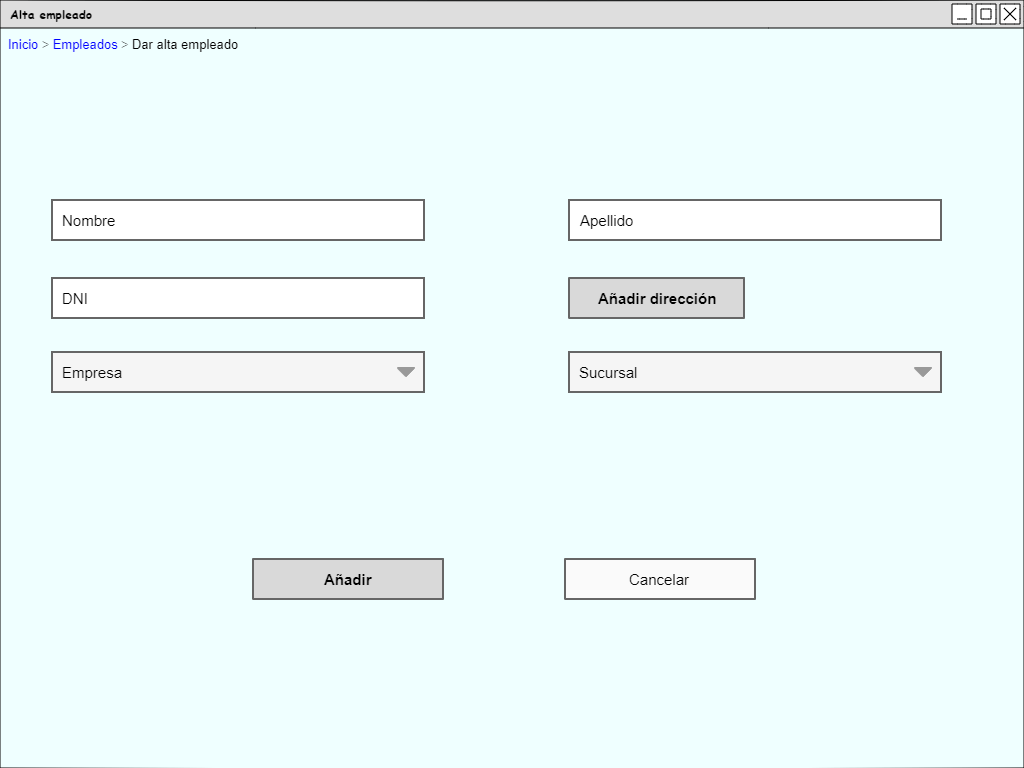 Alta empleado
Inicio > Empleados > Dar alta empleado
Nombre
Apellido
DNI
Añadir dirección
Empresa
Sucursal
Añadir
Cancelar